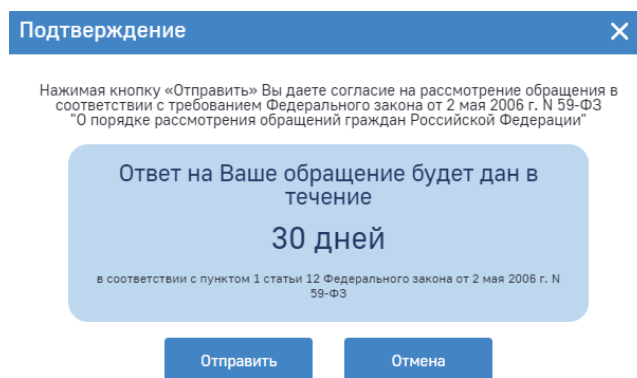 Подтверждение
Нажимая кнопку «Отправить» Вы даете согласие на рассмотрение обращения в
соответствии с требованием Федерального закона от 2 мая 2006 г. N 59-ФЗ
"О порядке рассмотрения обращений граждан Российской Федерации"
Ответ на Ваше обращение будет дан в
течение
30 дней
в соответствии с пунктом 1 статьи 12 Федерального закона от 2 мая 2006 г. N
59-ФЗ
Отправить
Отмена